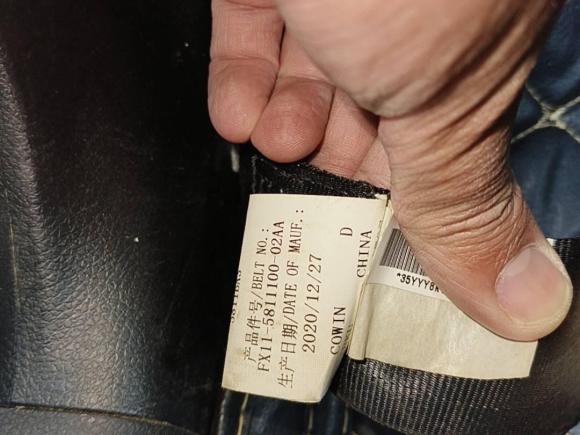 产品件号/BELT NO.:
FX11-5811100-02AA
生产日期/DATE OF MAUF.:
2020/12/27
COWIN
D
CHINA
*35YYY8K